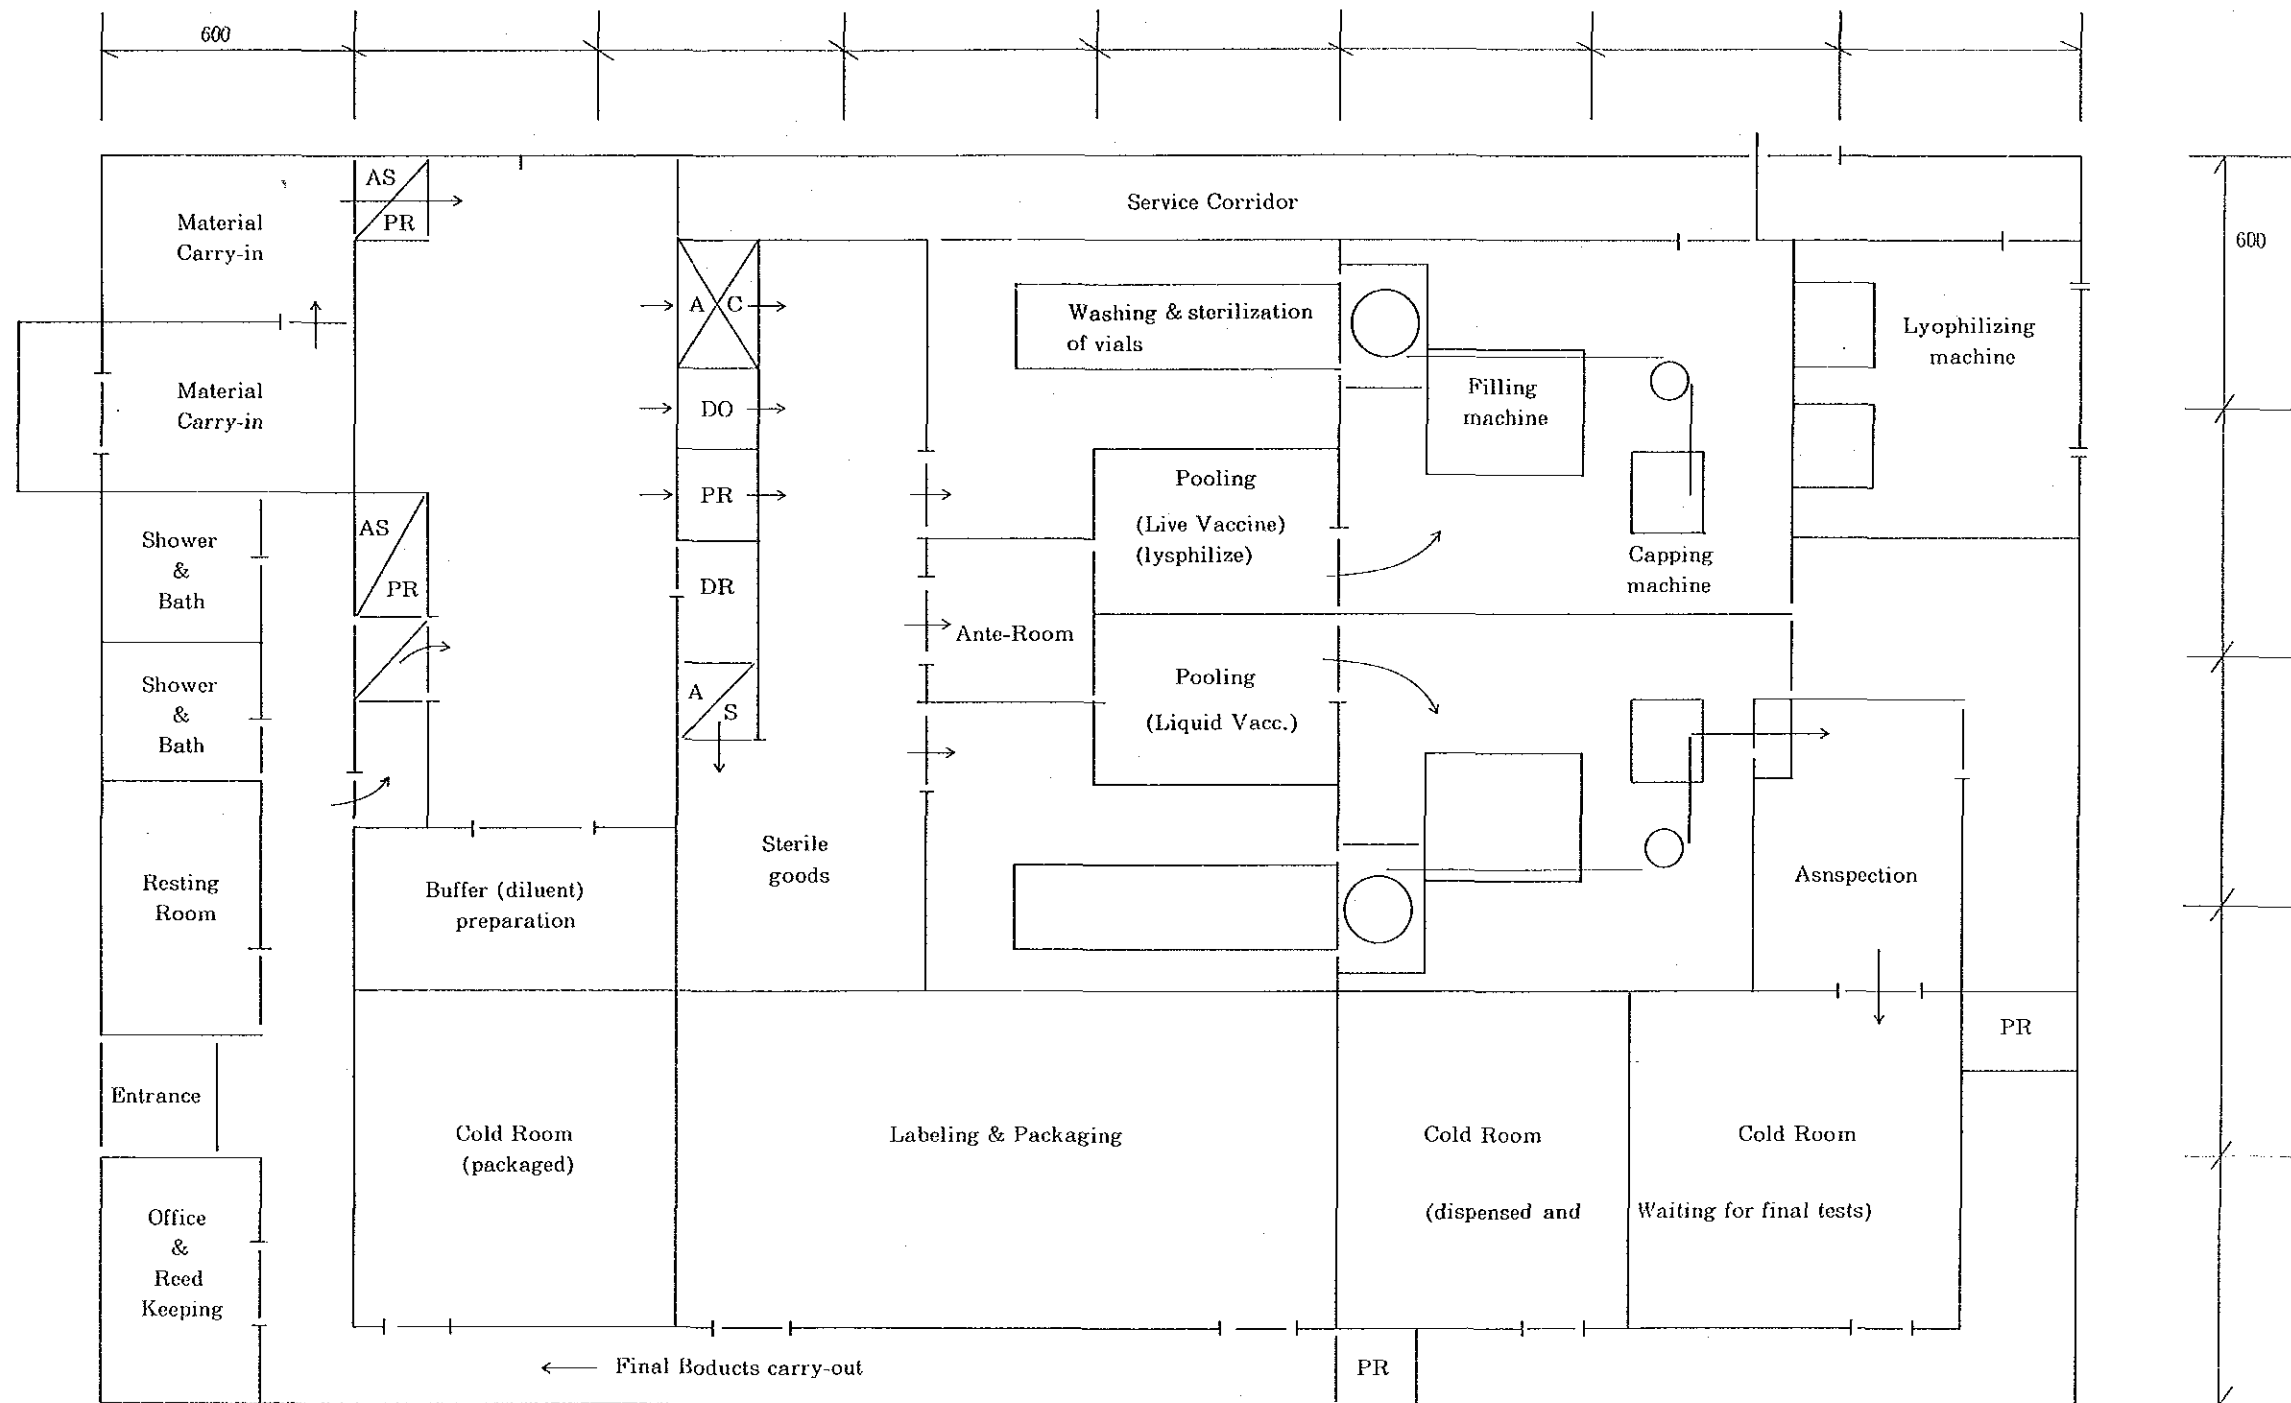 600
AS
PR
Material
Carry-in
Service Corridor
600
A C
Washing & sterilization
of vials
Lyophilizing
machine
Material
Carry-in
DO
Filling
machine
PR
Pooling
(Live Vaccine)
(lysphilize)
AS
PR
Shower
&
Bath
DR
Capping
machine
Ante-Room
Shower
&
Bath
A
S
Pooling
(Liquid Vacc.)
Sterile
goods
Resting
Room
Buffer (diluent)
preparation
Asnspection
PR
Entrance
Cold Room
(packaged)
Labeling & Packaging
Cold Room
Cold Room
(dispensed and
Waiting for final tests)
Office
&
Reed
Keeping
Final Boducts carry-out
PR